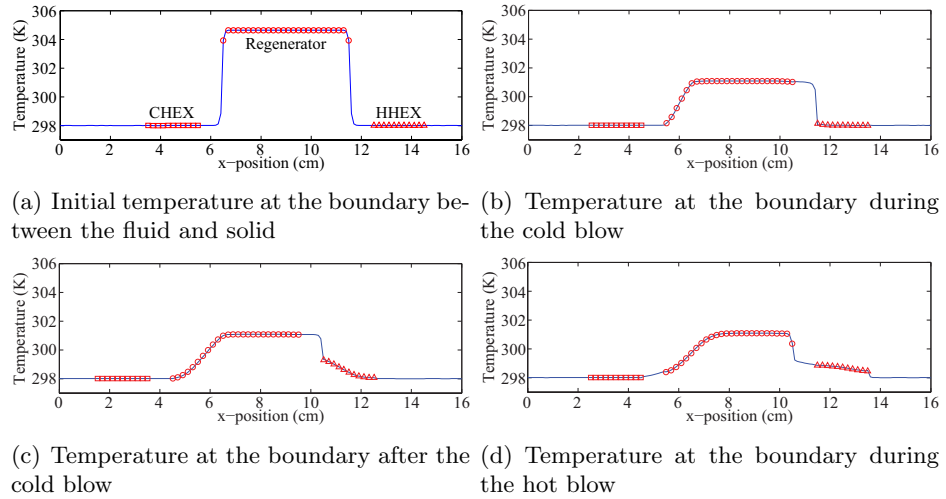 306
304
302
301
300
298
Temperature (K)
Regenerator
CHEX
HHEX
0 2 4 6 8 10 12 14 16
x−position (cm)
(a) Initial temperature at the boundary be-
tween the fluid and solid
306
304
301
300
298
Temperature (K)
0 2 4 6 8 10 12 14 16
x−position (cm)
(b) Temperature at the boundary during
the cold blow
306
304
301
300
298
Temperature (K)
0 2 4 6 8 10 12 14 16
x−position (cm)
(c) Temperature at the boundary after the
cold blow
306
304
301
300
298
Temperature (K)
0 2 4 6 8 10 12 14 16
x−position (cm)
(d) Temperature at the boundary during
the hot blow